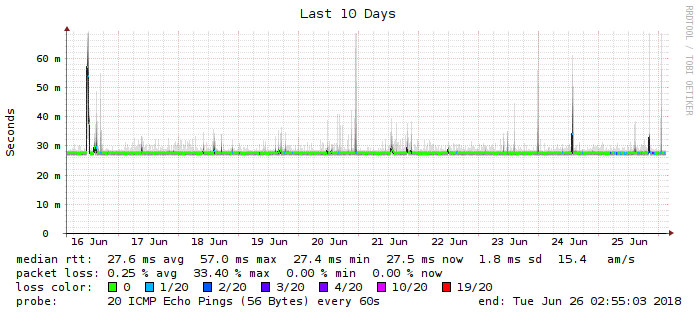 Last 10 Days
RRDTOOL / TOBI OETIKER
Seconds
60 m
50 m
40 m
30 m
20 m
10 m
0
16 Jun 17 Jun 18 Jun 19 Jun 20 Jun 21 Jun 22 Jun 23 Jun 24 Jun 25 Jun
median rtt: 27.6 ms avg 57.0 ms max 27.4 ms min 27.5 ms now 1.8 ms sd 15.4 am/s
packet loss: 0.25 % avg 33.40 % max 0.00 % min 0.00 % now
loss color: 0 1/20 2/20 3/20 4/20 10/20 19/20
probe: 20 ICMP Echo Pings (56 Bytes) every 60s end: Tue Jun 26 02:55:03 2018